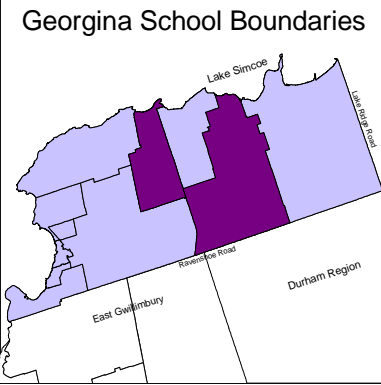 Georgina School Boundaries
Lake Simcoe
Lake Ridge Road
Ravenshoe Road
Durham Region
East Gwillimbury